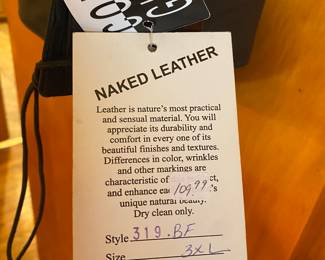 NAKED LEATHER
Leather is nature's most practical
and sensual material. You will
appreciate its durability and
comfort in every one of its
beautiful finishes and textures.
Differences in color, wrinkles
and other markings are
characteristic of ct,
and enhance ea 109.99 's
unique natural beauty.
Dry clean only.
Style 319.BF
Size 3XL